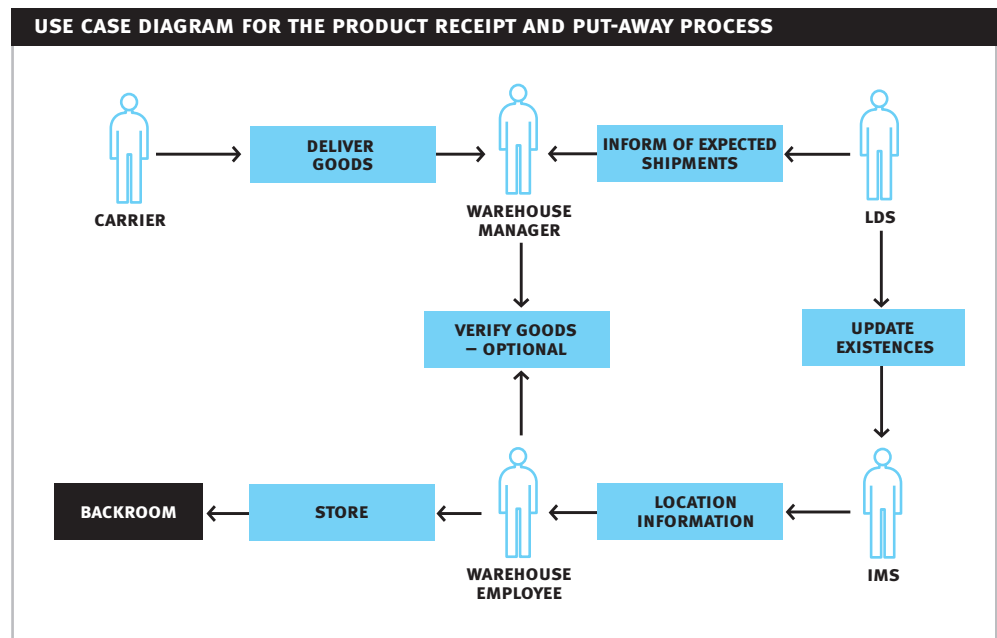 USE CASE DIAGRAM FOR THE PRODUCT RECEIPT AND PUT-AWAY PROCESS
DELIVER
GOODS
INFORM OF EXPECTED
SHIPMENTS
CARRIER
WAREHOUSE
MANAGER
LDS
VERIFY GOODS
– OPTIONAL
UPDATE
EXISTENCES
BACKROOM
STORE
LOCATION
INFORMATION
WAREHOUSE
EMPLOYEE
IMS